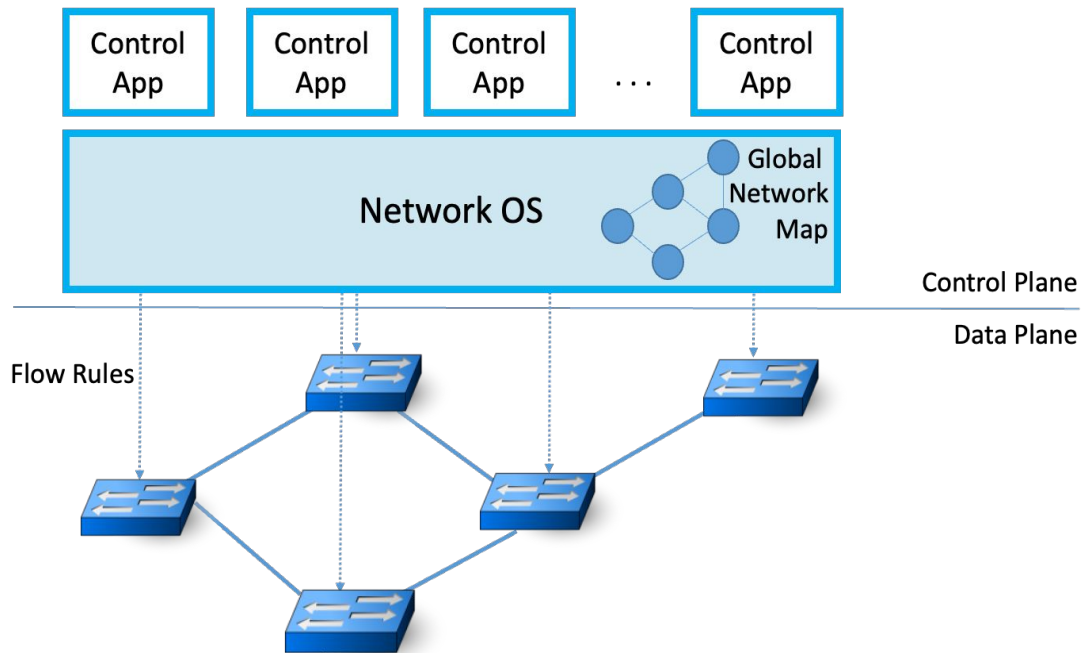 Control
App
Control
App
Control
App
. . .
Control
App
Network OS
Global
Network
Map
Control Plane
Data Plane
Flow Rules